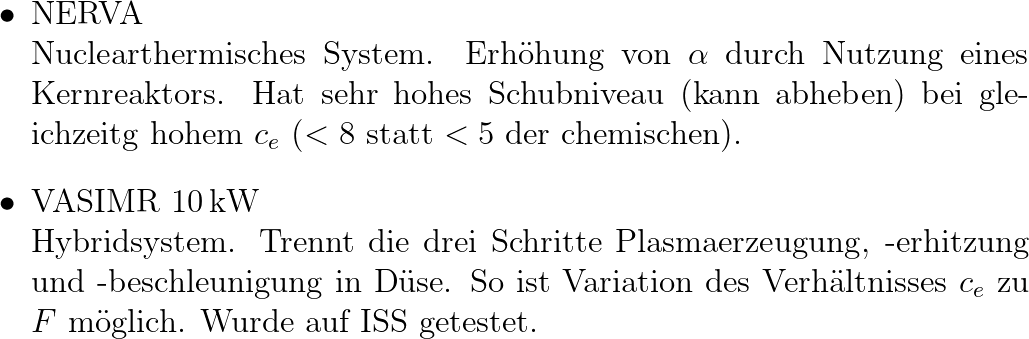 • NERVA
Nuclearthermisches System. Erhöhung von α durch Nutzung eines
Kernreaktors. Hat sehr hohes Schubniveau (kann abheben) bei gle-
ichzeitg hohem c_e (< 8 statt < 5 der chemischen).
• VASIMR 10 kW
Hybridsystem. Trennt die drei Schritte Plasmaerzeugung, -erhitzung
und -beschleunigung in Düse. So ist Variation des Verhältnisses c_e zu
F möglich. Wurde auf ISS getestet.